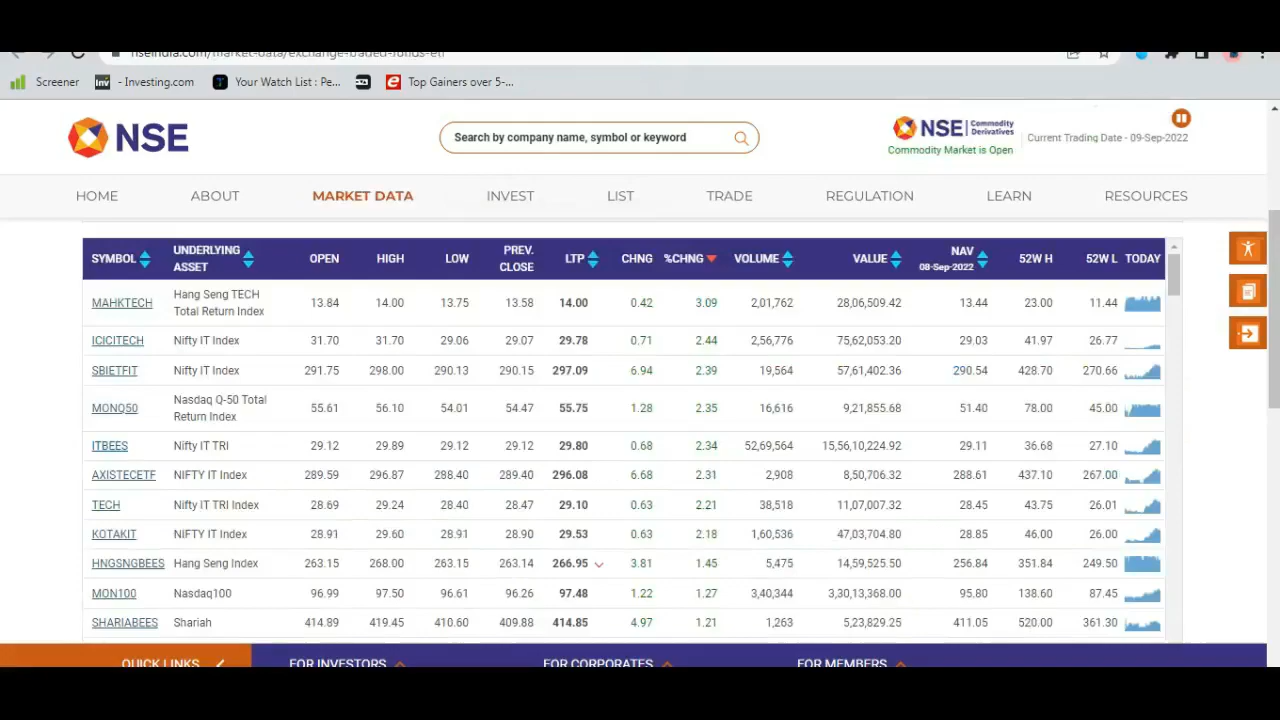 nseindia.com/market-data/exchange-traded-funds-etf
Screener
Inv - Investing.com
Your Watch List : Pe...
Top Gainers over 5-...
NSE
Search by company name, symbol or keyword
NSE Commodity Derivatives
Commodity Market is Open
Current Trading Date - 09-Sep-2022
HOME ABOUT MARKET DATA INVEST LIST TRADE REGULATION LEARN RESOURCES
SYMBOL UNDERLYING ASSET OPEN HIGH LOW PREV. CLOSE LTP CHNG %CHNG VOLUME VALUE NAV 08-Sep-2022 52W H 52W L TODAY
MAHKTECH Hang Seng TECH Total Return Index 13.84 14.00 13.75 13.58 14.00 0.42 3.09 2,01,762 28,06,509.42 13.44 23.00 11.44
ICICITECH Nifty IT Index 31.70 31.70 29.06 29.07 29.78 0.71 2.44 2,56,776 75,62,053.20 29.03 41.97 26.77
SBIETFIT Nifty IT Index 291.75 298.00 290.13 290.15 297.09 6.94 2.39 19,564 57,61,402.36 290.54 428.70 270.66
MONQ50 Nasdaq Q-50 Total Return Index 55.61 56.10 54.01 54.47 55.75 1.28 2.35 16,616 9,21,855.68 51.40 78.00 45.00
ITBEES Nifty IT TRI 29.12 29.89 29.12 29.12 29.80 0.68 2.34 52,69,564 15,56,10,224.92 29.11 36.68 27.10
AXISTECETF NIFTY IT Index 289.59 296.87 288.40 289.40 296.08 6.68 2.31 2,908 8,50,706.32 288.61 437.10 267.00
TECH Nifty IT TRI Index 28.69 29.24 28.40 28.47 29.10 0.63 2.21 38,518 11,07,007.32 28.45 43.75 26.01
KOTAKIT NIFTY IT Index 28.91 29.60 28.91 28.90 29.53 0.63 2.18 1,60,536 47,03,704.80 28.85 46.00 26.00
HNGSNGBEES Hang Seng Index 263.15 268.00 263.15 263.14 266.95 3.81 1.45 5,475 14,59,525.50 256.84 351.84 249.50
MON100 Nasdaq100 96.99 97.50 96.61 96.26 97.48 1.22 1.27 3,40,344 3,30,13,368.00 95.80 138.60 87.45
SHARIABEES Shariah 414.89 419.45 410.60 409.88 414.85 4.97 1.21 1,263 5,23,829.25 411.05 520.00 361.30
QUICK LINKS FOR INVESTORS FOR CORPORATES FOR MEMBERS